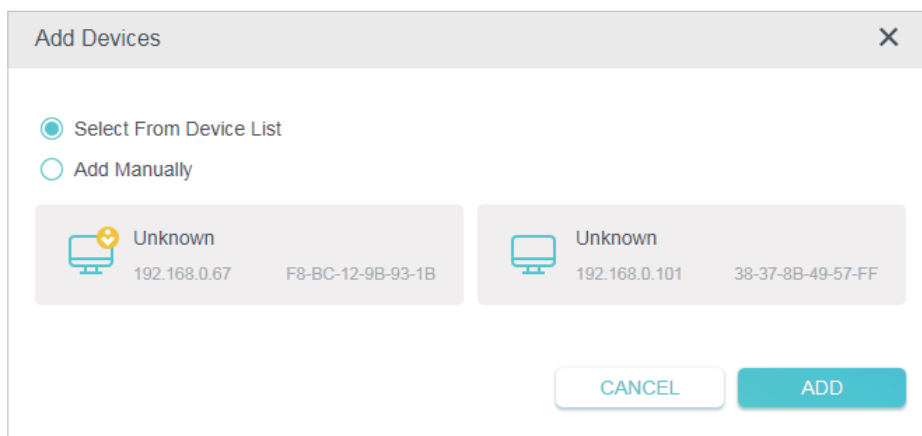 Add Devices
Select From Device List
Add Manually
Unknown
192.168.0.67 F8-BC-12-9B-93-1B
Unknown
192.168.0.101 38-37-8B-49-57-FF
CANCEL ADD